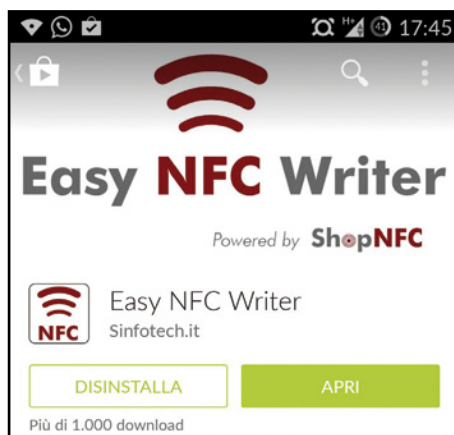 H+ 41 17:45
Easy NFC Writer
Powered by ShopNFC
NFC
Easy NFC Writer
Sinfotech.it
DISINSTALLA APRI
Più di 1.000 download